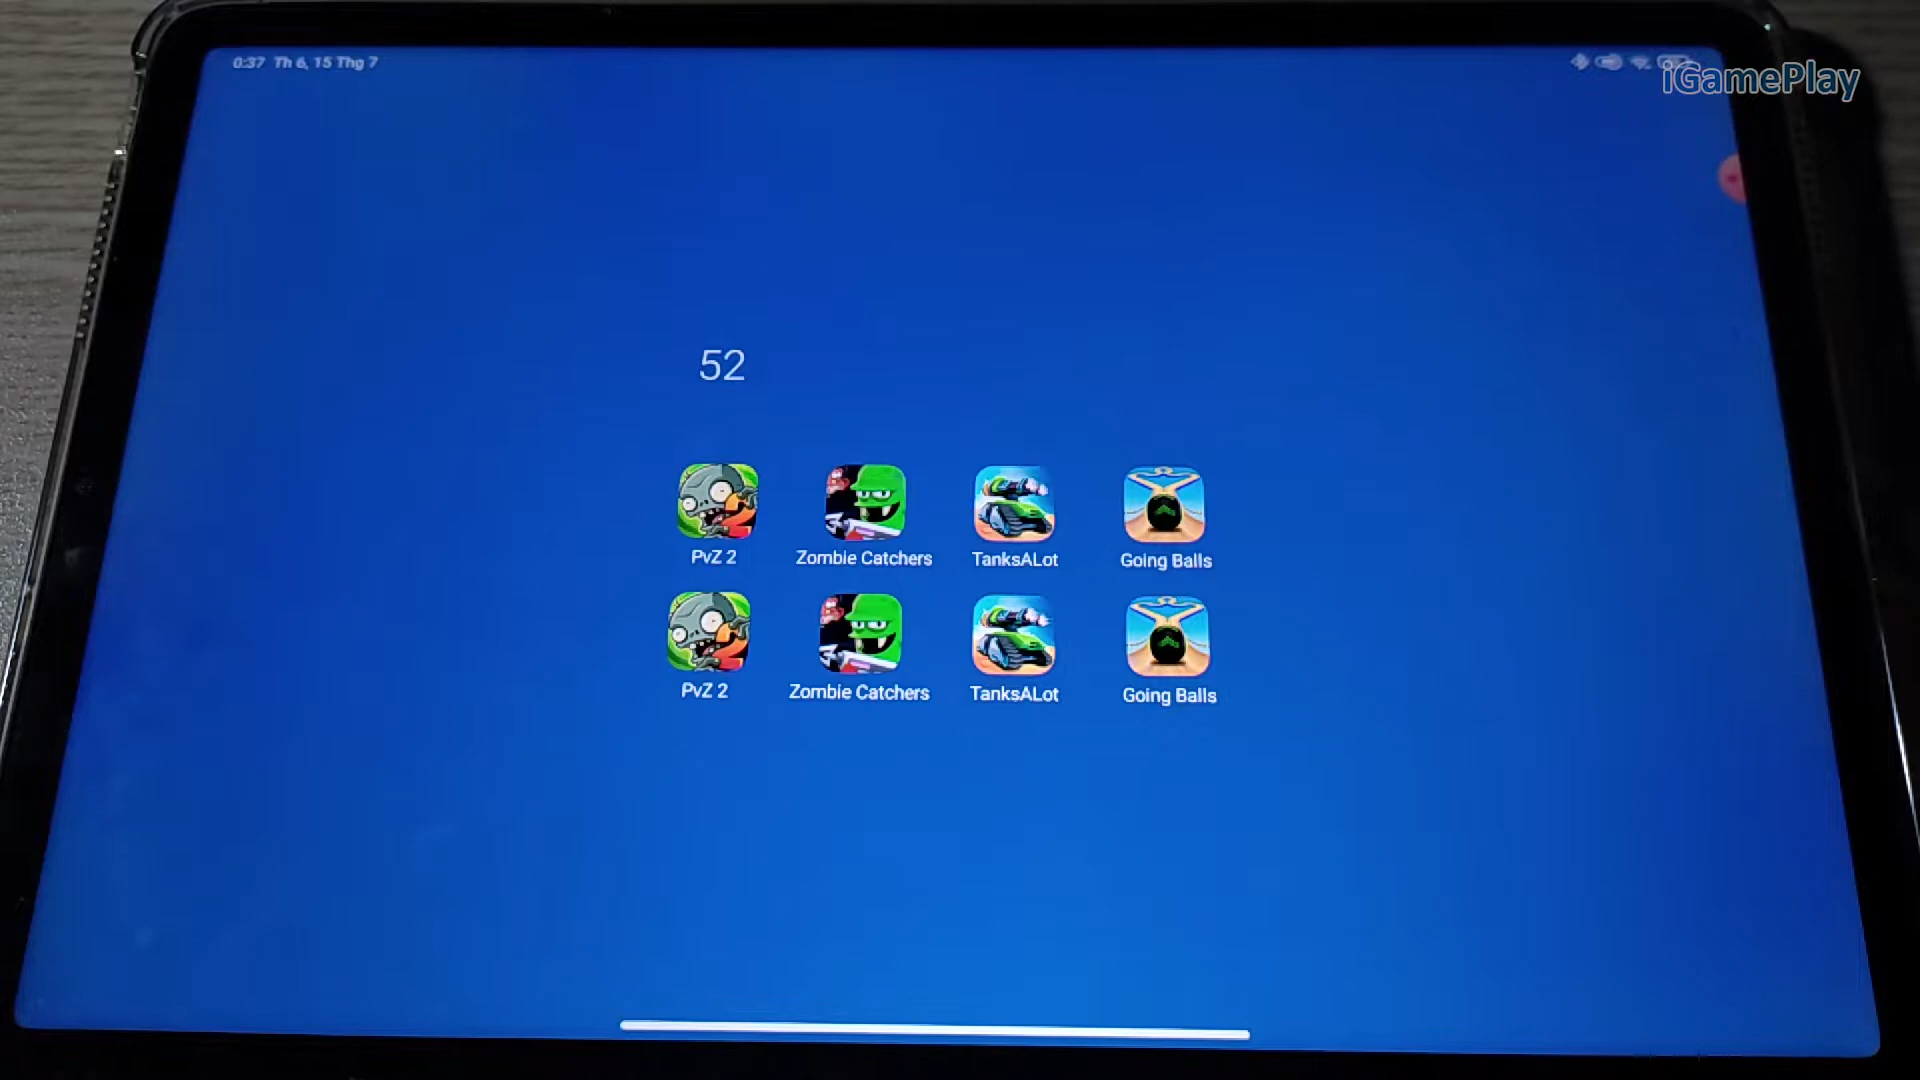 0:37 Th 6, 15 Thg 7
iGamePlay
52
PvZ 2
Zombie Catchers
TanksALot
Going Balls
PvZ 2
Zombie Catchers
TanksALot
Going Balls